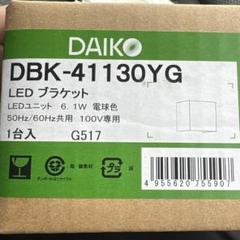 DAIKO
DBK-41130YG
LED ブラケット
LEDユニット 6.1W 電球色
50Hz/60Hz共用 100V専用
1台入 G517
4 955620 755907